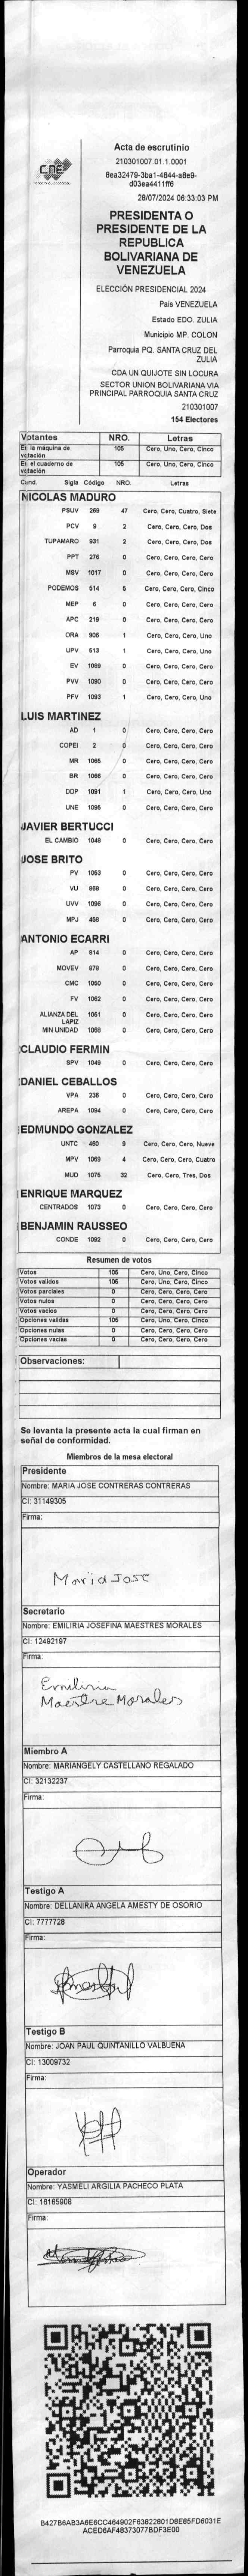 Acta de escrutinio
210301007.01.1.0001
8ea32479-3ba1-4844-a8e9-
d03ea4411ff6
28/07/2024 06:33:03 PM
CNE
PRESIDENTA O
PRESIDENTE DE LA
REPUBLICA
BOLIVARIANA DE
VENEZUELA
ELECCIÓN PRESIDENCIAL 2024
Pais VENEZUELA
Estado EDO. ZULIA
Municipio MP. COLON
Parroquia PQ. SANTA CRUZ DEL
ZULIA
CDA UN QUIJOTE SIN LOCURA
SECTOR UNION BOLIVARIANA VIA
PRINCIPAL PARROQUIA SANTA CRUZ
210301007
154 Electores
Votantes NRO. Letras
En la máquina de votación 105 Cero, Uno, Cero, Cinco
En el cuaderno de votación 105 Cero, Uno, Cero, Cinco
Cand. Sigla Código NRO. Letras
NICOLAS MADURO
PSUV 269 47 Cero, Cero, Cuatro, Siete
PCV 9 2 Cero, Cero, Cero, Dos
TUPAMARO 931 2 Cero, Cero, Cero, Dos
PPT 276 0 Cero, Cero, Cero, Cero
MSV 1017 0 Cero, Cero, Cero, Cero
PODEMOS 514 5 Cero, Cero, Cero, Cinco
MEP 6 0 Cero, Cero, Cero, Cero
APC 219 0 Cero, Cero, Cero, Cero
ORA 906 1 Cero, Cero, Cero, Uno
UPV 513 1 Cero, Cero, Cero, Uno
EV 1089 0 Cero, Cero, Cero, Cero
PVV 1090 0 Cero, Cero, Cero, Cero
PFV 1093 1 Cero, Cero, Cero, Uno
LUIS MARTINEZ
AD 1 0 Cero, Cero, Cero, Cero
COPEI 2 0 Cero, Cero, Cero, Cero
MR 1065 0 Cero, Cero, Cero, Cero
BR 1066 0 Cero, Cero, Cero, Cero
DDP 1091 1 Cero, Cero, Cero, Uno
UNE 1095 0 Cero, Cero, Cero, Cero
JAVIER BERTUCCI
EL CAMBIO 1048 0 Cero, Cero, Cero, Cero
JOSE BRITO
PV 1053 0 Cero, Cero, Cero, Cero
VU 868 0 Cero, Cero, Cero, Cero
UVV 1096 0 Cero, Cero, Cero, Cero
MPJ 458 0 Cero, Cero, Cero, Cero
ANTONIO ECARRI
AP 814 0 Cero, Cero, Cero, Cero
MOVEV 979 0 Cero, Cero, Cero, Cero
CMC 1050 0 Cero, Cero, Cero, Cero
FV 1062 0 Cero, Cero, Cero, Cero
ALIANZA DEL LAPIZ 1051 0 Cero, Cero, Cero, Cero
MIN UNIDAD 1068 0 Cero, Cero, Cero, Cero
CLAUDIO FERMIN
SPV 1049 0 Cero, Cero, Cero, Cero
DANIEL CEBALLOS
VPA 236 0 Cero, Cero, Cero, Cero
AREPA 1094 0 Cero, Cero, Cero, Cero
EDMUNDO GONZALEZ
UNTC 460 9 Cero, Cero, Cero, Nueve
MPV 1069 4 Cero, Cero, Cero, Cuatro
MUD 1075 32 Cero, Cero, Tres, Dos
ENRIQUE MARQUEZ
CENTRADOS 1073 0 Cero, Cero, Cero, Cero
BENJAMIN RAUSSEO
CONDE 1092 0 Cero, Cero, Cero, Cero
Resumen de votos
Votos 105 Cero, Uno, Cero, Cinco
Votos validos 105 Cero, Uno, Cero, Cinco
Votos parciales 0 Cero, Cero, Cero, Cero
Votos nulos 0 Cero, Cero, Cero, Cero
Votos vacios 0 Cero, Cero, Cero, Cero
Opciones validas 105 Cero, Uno, Cero, Cinco
Opciones nulas 0 Cero, Cero, Cero, Cero
Opciones vacias 0 Cero, Cero, Cero, Cero
Observaciones:
Se levanta la presente acta la cual firman en
señal de conformidad.
Miembros de la mesa electoral
Presidente
Nombre: MARIA JOSE CONTRERAS CONTRERAS
CI: 31149305
Firma:
Maria Jose
Secretario
Nombre: EMILIRIA JOSEFINA MAESTRES MORALES
CI: 12492197
Firma:
Emiliria
Maestre Morales
Miembro A
Nombre: MARIANGELY CASTELLANO REGALADO
CI: 32132237
Firma:
Testigo A
Nombre: DELLANIRA ANGELA AMESTY DE OSORIO
CI: 7777728
Firma:
Testigo B
Nombre: JOAN PAUL QUINTANILLO VALBUENA
CI: 13009732
Firma:
Operador
Nombre: YASMELI ARGILIA PACHECO PLATA
CI: 16165908
Firma:
B427B6AB3A6E6CC464902F63822801D8E85FD6031E
ACED6AF48373077BDF3E00